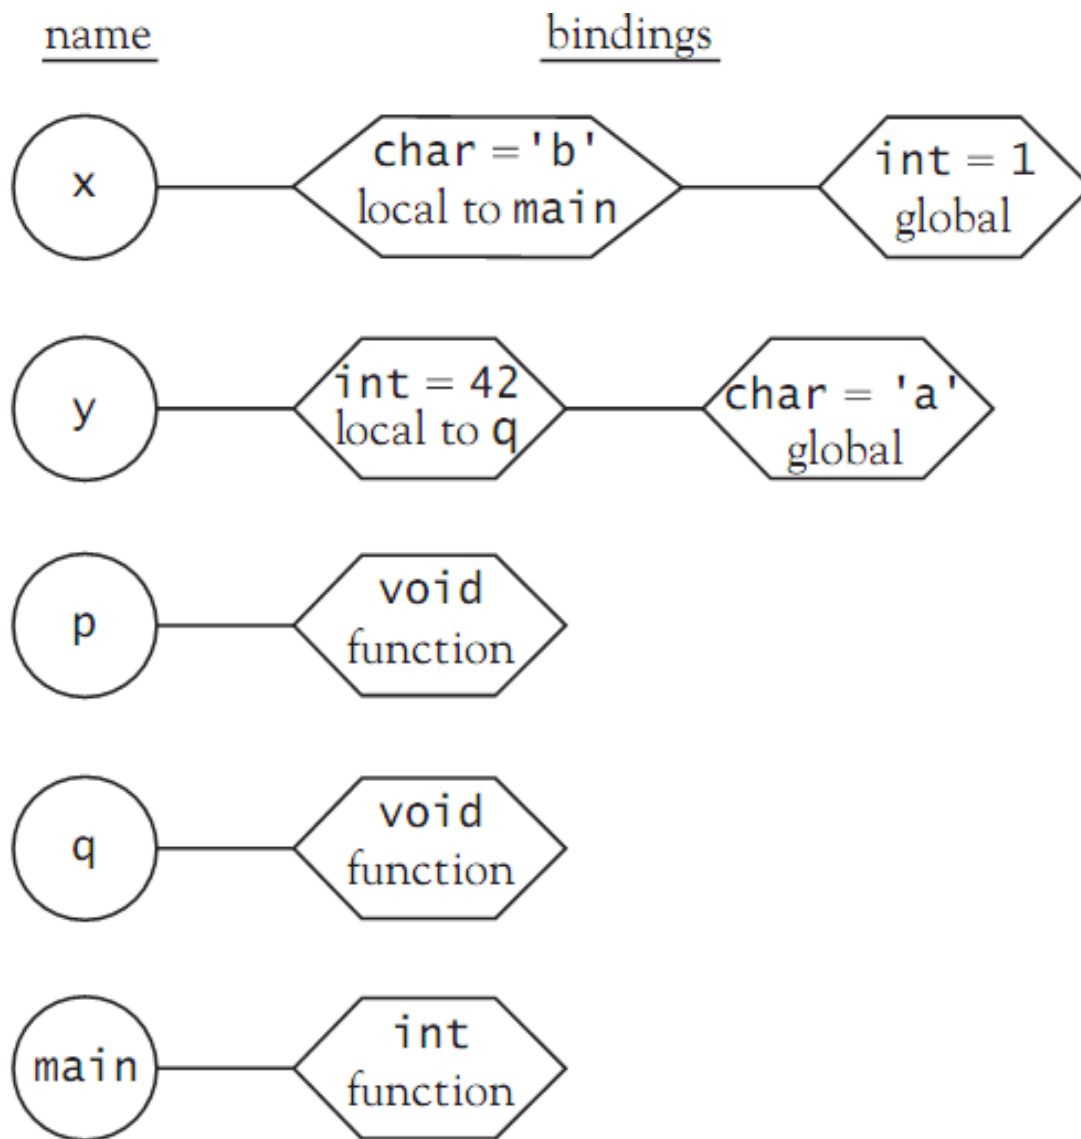 name bindings
x char = 'b' int = 1
local to main global
y int = 42 char = 'a'
local to q global
p void
function
q void
function
main int
function